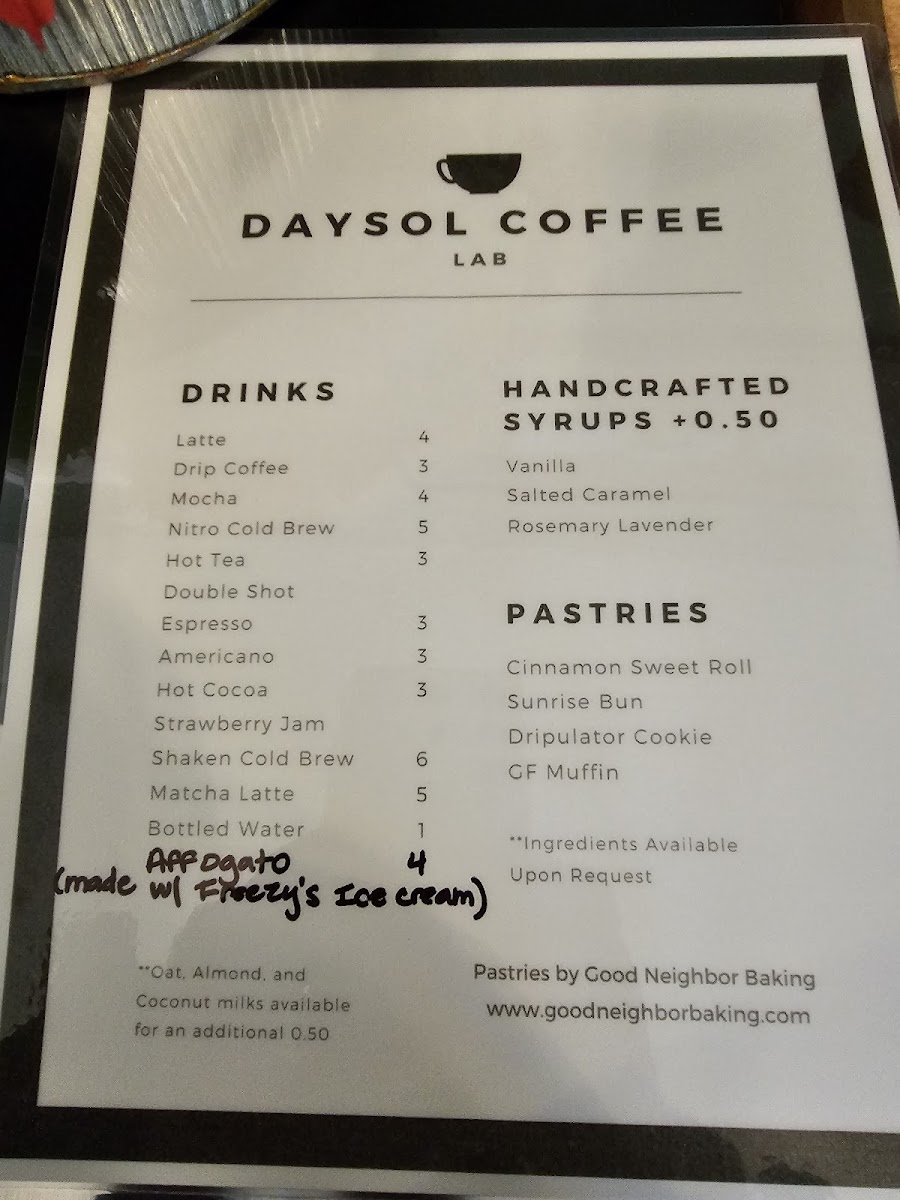 DAYSOL COFFEE
LAB
DRINKS
Latte 4
Drip Coffee 3
Mocha 4
Nitro Cold Brew 5
Hot Tea 3
Double Shot
Espresso 3
Americano 3
Hot Cocoa 3
Strawberry Jam
Shaken Cold Brew 6
Matcha Latte 5
Bottled Water 1
Affogato 4
(made w/ Freezy's Ice cream)
**Oat, Almond, and
Coconut milks available
for an additional 0.50
HANDCRAFTED
SYRUPS +0.50
Vanilla
Salted Caramel
Rosemary Lavender
PASTRIES
Cinnamon Sweet Roll
Sunrise Bun
Dripulator Cookie
GF Muffin
**Ingredients Available
Upon Request
Pastries by Good Neighbor Baking
www.goodneighborbaking.com